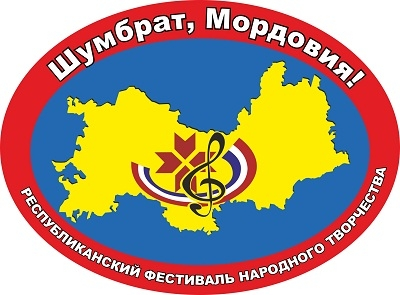 Шумбрат, Мордовия!
РЕСПУБЛИКАНСКИЙ ФЕСТИВАЛЬ НАРОДНОГО ТВОРЧЕСТВА